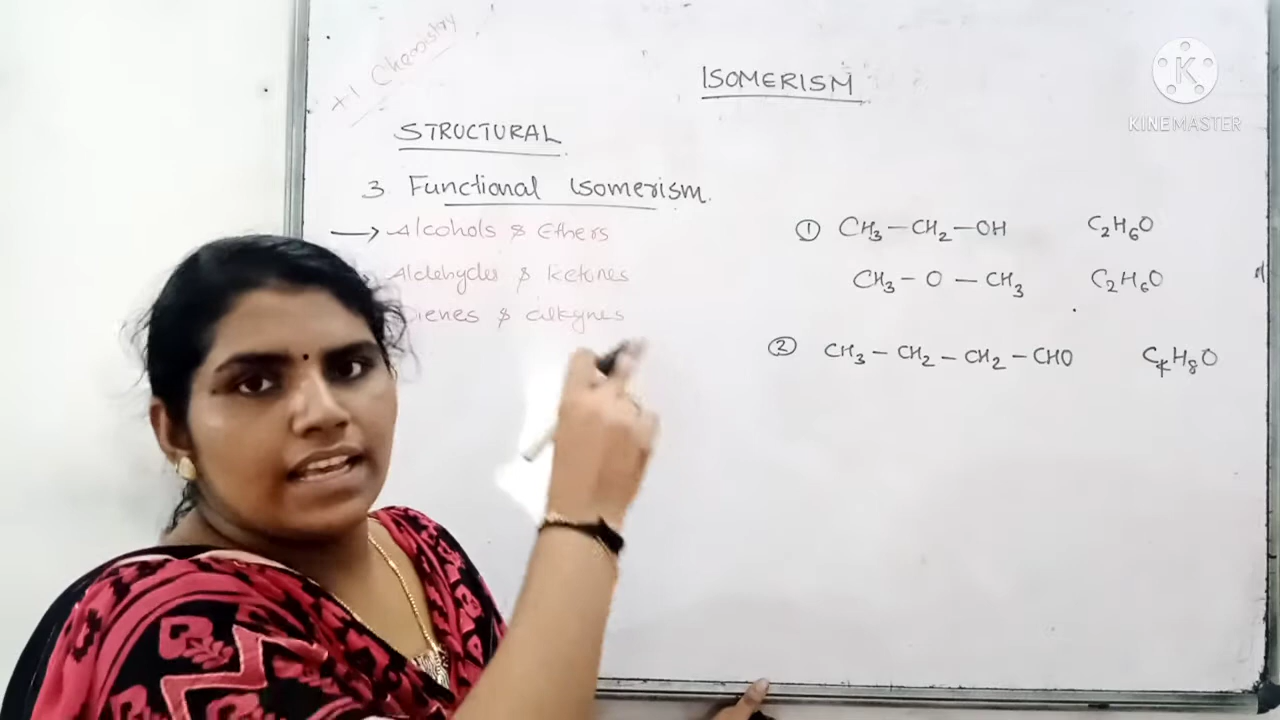 +1 Chemistry
ISOMERISM
KINEMASTER
STRUCTURAL
3. Functional Isomerism.
→ Alcohols & Ethers
Aldehydes & Ketones
Dienes & alkynes
① CH₃ — CH₂ — OH C₂H₆O
CH₃ — O — CH₃ C₂H₆O
② CH₃ — CH₂ — CH₂ — CHO C₄H₈O